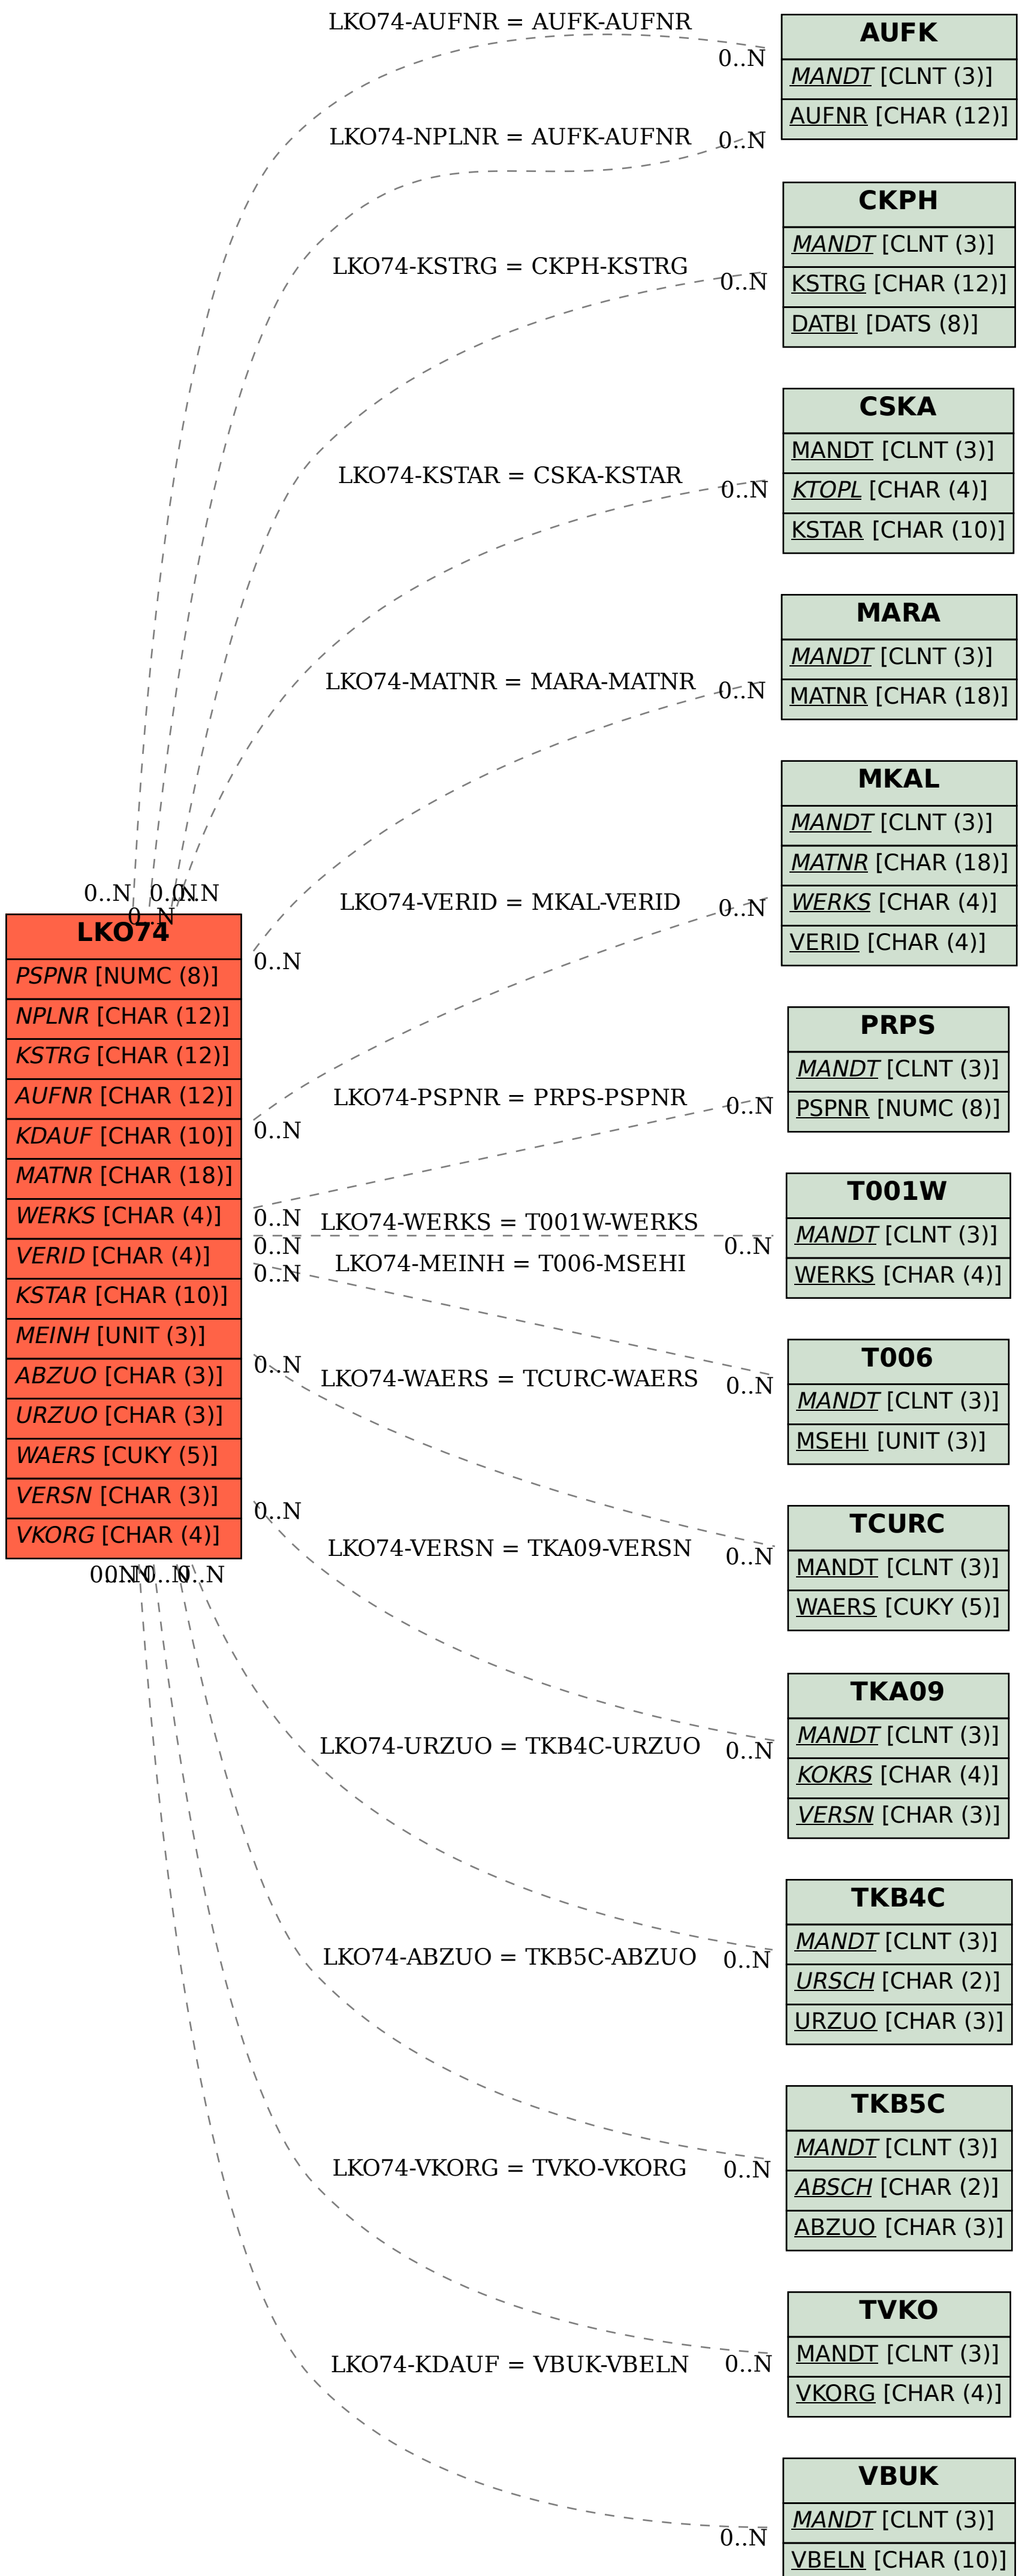 LKO74-AUFNR = AUFK-AUFNR
0..N
AUFK
MANDT [CLNT (3)]
AUFNR [CHAR (12)]
LKO74-NPLNR = AUFK-AUFNR
0..N
CKPH
MANDT [CLNT (3)]
KSTRG [CHAR (12)]
DATBI [DATS (8)]
LKO74-KSTRG = CKPH-KSTRG
0..N
CSKA
MANDT [CLNT (3)]
KTOPL [CHAR (4)]
KSTAR [CHAR (10)]
LKO74-KSTAR = CSKA-KSTAR
0..N
MARA
MANDT [CLNT (3)]
MATNR [CHAR (18)]
LKO74-MATNR = MARA-MATNR
0..N
MKAL
MANDT [CLNT (3)]
MATNR [CHAR (18)]
WERKS [CHAR (4)]
VERID [CHAR (4)]
LKO74-VERID = MKAL-VERID
0..N
0..N
0..N
0..N
0..N
LKO74
PSPNR [NUMC (8)]
NPLNR [CHAR (12)]
KSTRG [CHAR (12)]
AUFNR [CHAR (12)]
KDAUF [CHAR (10)]
MATNR [CHAR (18)]
WERKS [CHAR (4)]
VERID [CHAR (4)]
KSTAR [CHAR (10)]
MEINH [UNIT (3)]
ABZUO [CHAR (3)]
URZUO [CHAR (3)]
WAERS [CUKY (5)]
VERSN [CHAR (3)]
VKORG [CHAR (4)]
0..N
0..N
0..N
0..N
0..N
0..N
0..N
0..N
0..N
0..N
0..N
PRPS
MANDT [CLNT (3)]
PSPNR [NUMC (8)]
LKO74-PSPNR = PRPS-PSPNR
0..N
T001W
MANDT [CLNT (3)]
WERKS [CHAR (4)]
LKO74-WERKS = T001W-WERKS
0..N
LKO74-MEINH = T006-MSEHI
T006
MANDT [CLNT (3)]
MSEHI [UNIT (3)]
0..N
LKO74-WAERS = TCURC-WAERS
TCURC
MANDT [CLNT (3)]
WAERS [CUKY (5)]
0..N
LKO74-VERSN = TKA09-VERSN
TKA09
MANDT [CLNT (3)]
KOKRS [CHAR (4)]
VERSN [CHAR (3)]
0..N
LKO74-URZUO = TKB4C-URZUO
TKB4C
MANDT [CLNT (3)]
URSCH [CHAR (2)]
URZUO [CHAR (3)]
0..N
LKO74-ABZUO = TKB5C-ABZUO
TKB5C
MANDT [CLNT (3)]
ABSCH [CHAR (2)]
ABZUO [CHAR (3)]
0..N
LKO74-VKORG = TVKO-VKORG
TVKO
MANDT [CLNT (3)]
VKORG [CHAR (4)]
0..N
LKO74-KDAUF = VBUK-VBELN
VBUK
MANDT [CLNT (3)]
VBELN [CHAR (10)]
0..N